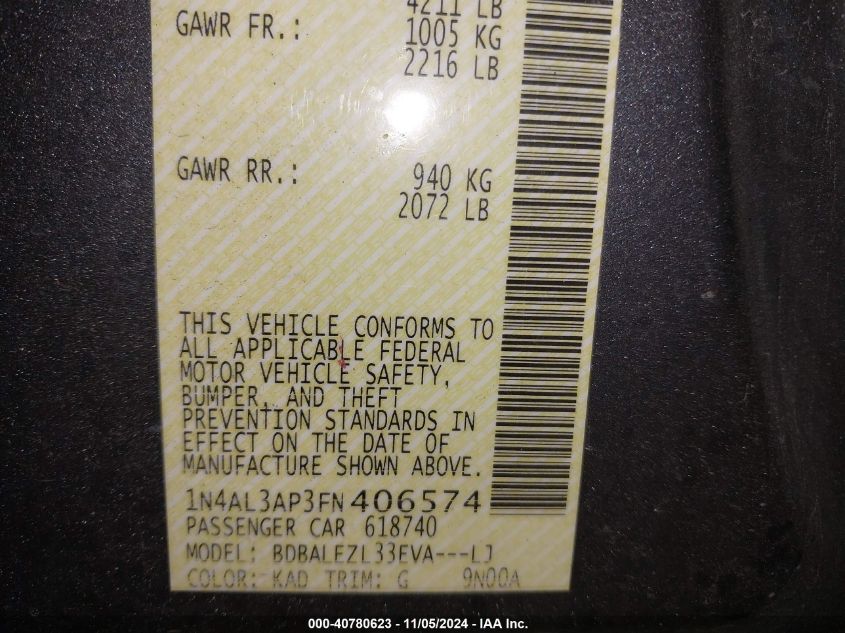 4211 LB
GAWR FR.: 1005 KG
2216 LB
GAWR RR.: 940 KG
2072 LB
THIS VEHICLE CONFORMS TO
ALL APPLICABLE FEDERAL
MOTOR VEHICLE SAFETY,
BUMPER, AND THEFT
PREVENTION STANDARDS IN
EFFECT ON THE DATE OF
MANUFACTURE SHOWN ABOVE.
1N4AL3AP3FN406574
PASSENGER CAR 618740
MODEL: BDBALEZL33EVA---LJ
COLOR: KAD TRIM: G 9N00A
000-40780623 - 11/05/2024 - IAA Inc.